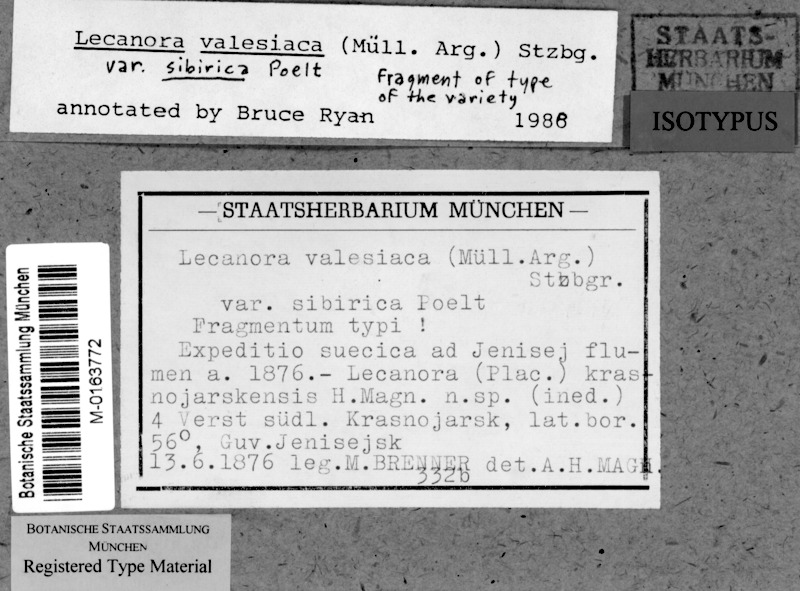 Lecanora valesiaca (Müll. Arg.) Stzbg.
var. sibirica Poelt
Fragment of type
of the variety
annotated by Bruce Ryan 1988
STAATS-
HERBARIUM
MÜNCHEN
ISOTYPUS
— STAATSHERBARIUM MÜNCHEN —
Lecanora valesiaca (Müll.Arg.)
Stzbgr.
var. sibirica Poelt
Fragmentum typi !
Expeditio suecica ad Jenisej flu-
men a. 1876.- Lecanora (Plac.) kras-
nojarskensis H.Magn. n.sp. (ined.)
4 Verst südl. Krasnojarsk, lat.bor.
56°, Guv.Jenisejsk
13.6.1876 leg.M.BRENNER det.A.H.MAGN.
3326
Botanische Staatssammlung München
M-0163772
BOTANISCHE STAATSSAMMLUNG
MÜNCHEN
Registered Type Material